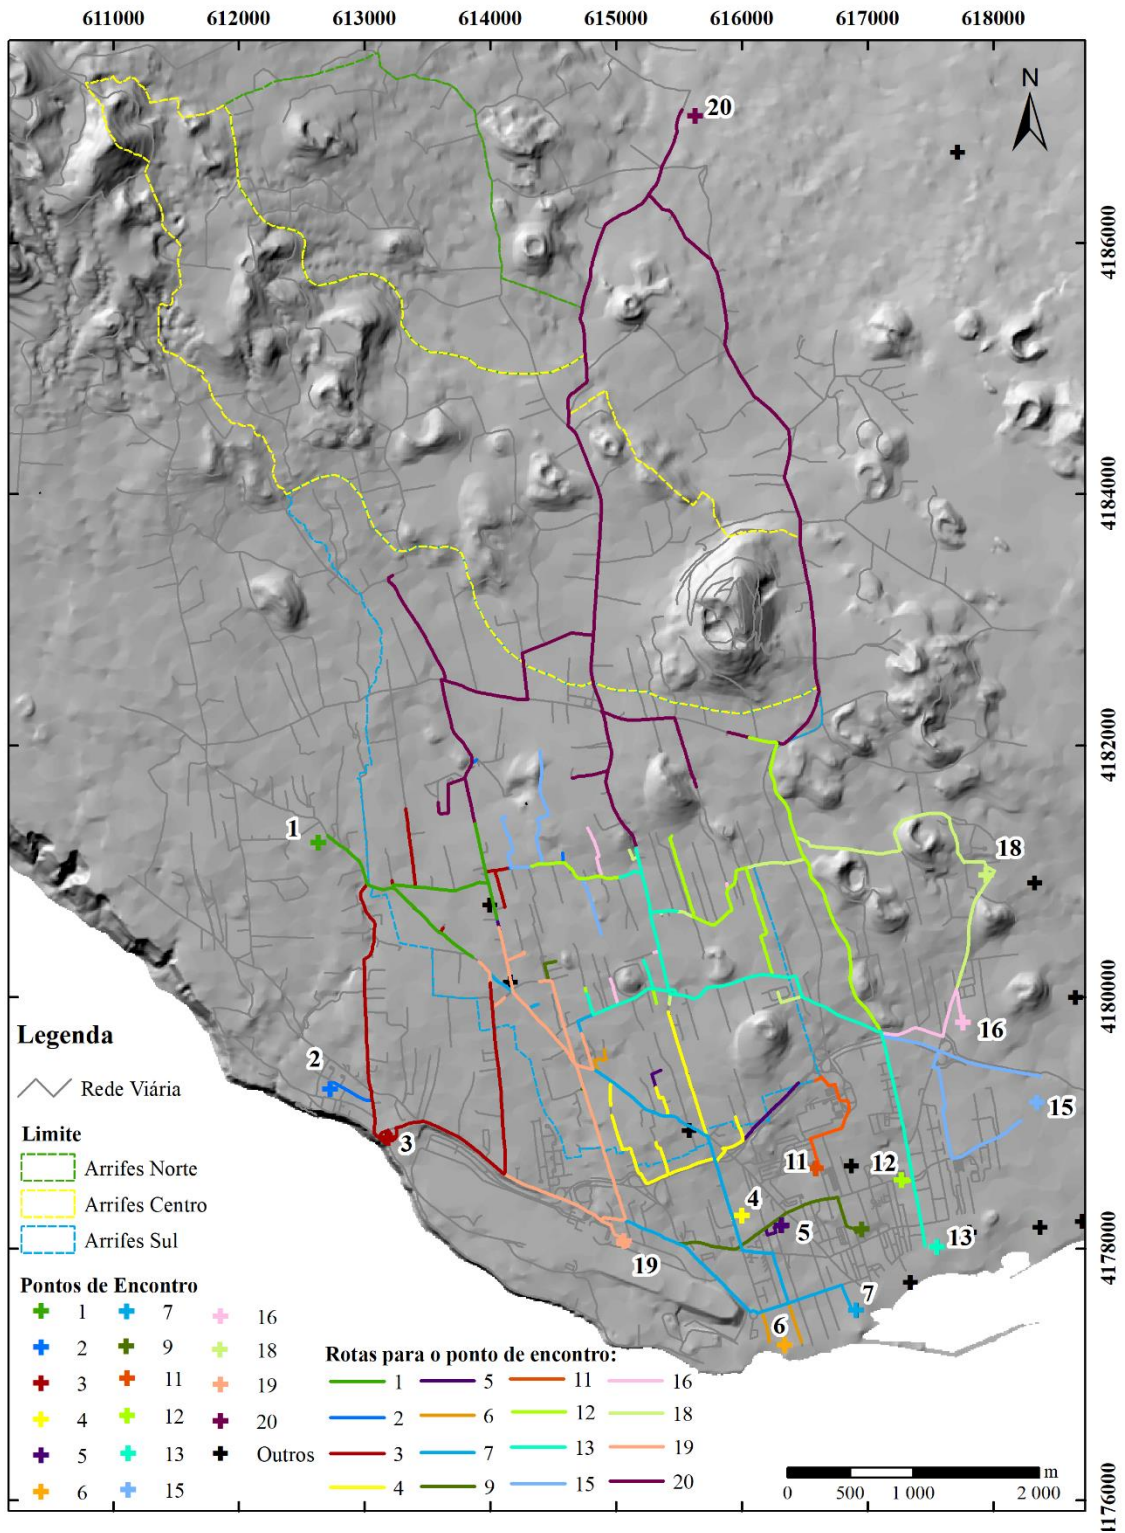 611000 612000 613000 614000 615000 616000 617000 618000
N
20
4186000
4184000
4182000
1
18
4180000
16
2
15
3
11
12
4
5
13
4178000
19
7
6
4176000
Legenda
Rede Viária
Limite
Arrifes Norte
Arrifes Centro
Arrifes Sul
Pontos de Encontro
1 7 16
2 9 18
3 11 19
4 12 20
5 13 Outros
6 15
Rotas para o ponto de encontro:
1 5 11 16
2 6 12 18
3 7 13 19
4 9 15 20
m
0 500 1 000 2 000